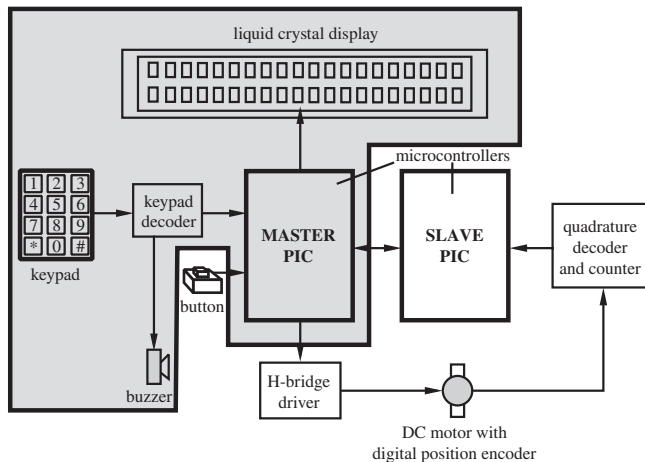 liquid crystal display
microcontrollers
1 2 3
4 5 6
7 8 9
* 0 #
keypad
keypad
decoder
MASTER
PIC
SLAVE
PIC
quadrature
decoder
and counter
button
buzzer
H-bridge
driver
DC motor with
digital position encoder